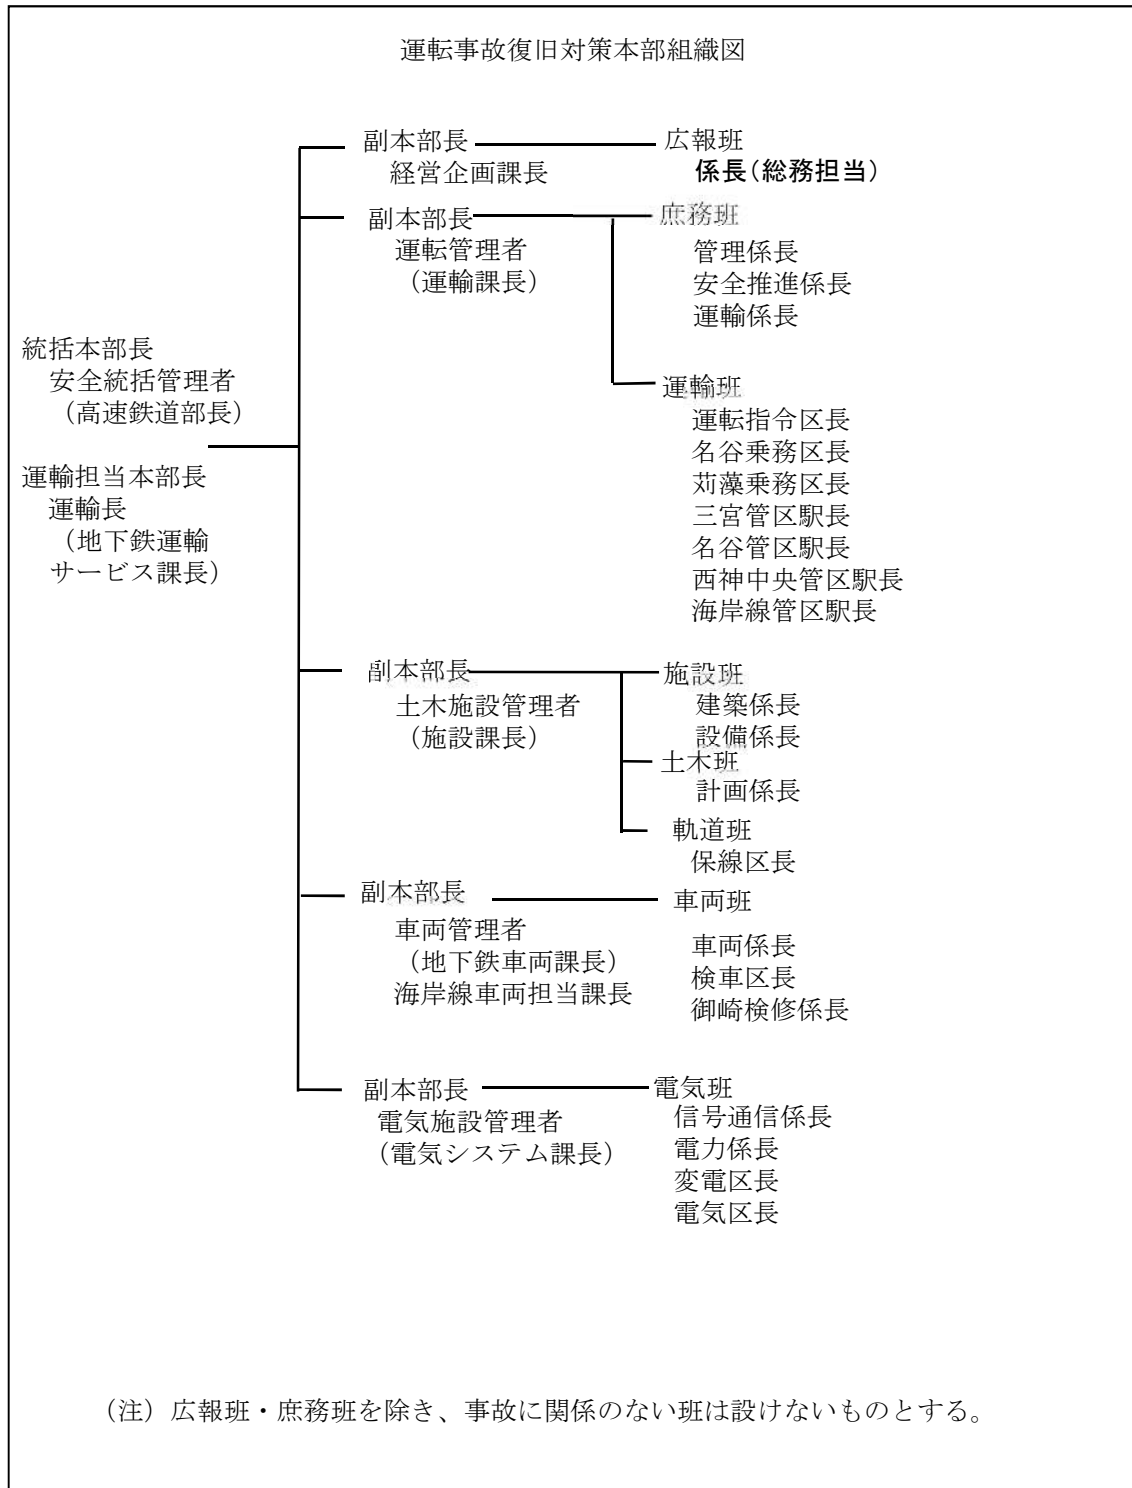 運転事故復旧対策本部組織図
統括本部長
安全統括管理者
（高速鉄道部長）
運輸担当本部長
運輸長
（地下鉄運輸
サービス課長）
副本部長
経営企画課長
広報班
係長（総務担当）
副本部長
運転管理者
（運輸課長）
庶務班
管理係長
安全推進係長
運輸係長
運輸班
運転指令区長
名谷乗務区長
苅藻乗務区長
三宮管区駅長
名谷管区駅長
西神中央管区駅長
海岸線管区駅長
副本部長
土木施設管理者
（施設課長）
施設班
建築係長
設備係長
土木班
計画係長
軌道班
保線区長
副本部長
車両管理者
（地下鉄車両課長）
海岸線車両担当課長
車両班
車両係長
検車区長
御崎検修係長
副本部長
電気施設管理者
（電気システム課長）
電気班
信号通信係長
電力係長
変電区長
電気区長
（注）広報班・庶務班を除き、事故に関係のない班は設けないものとする。